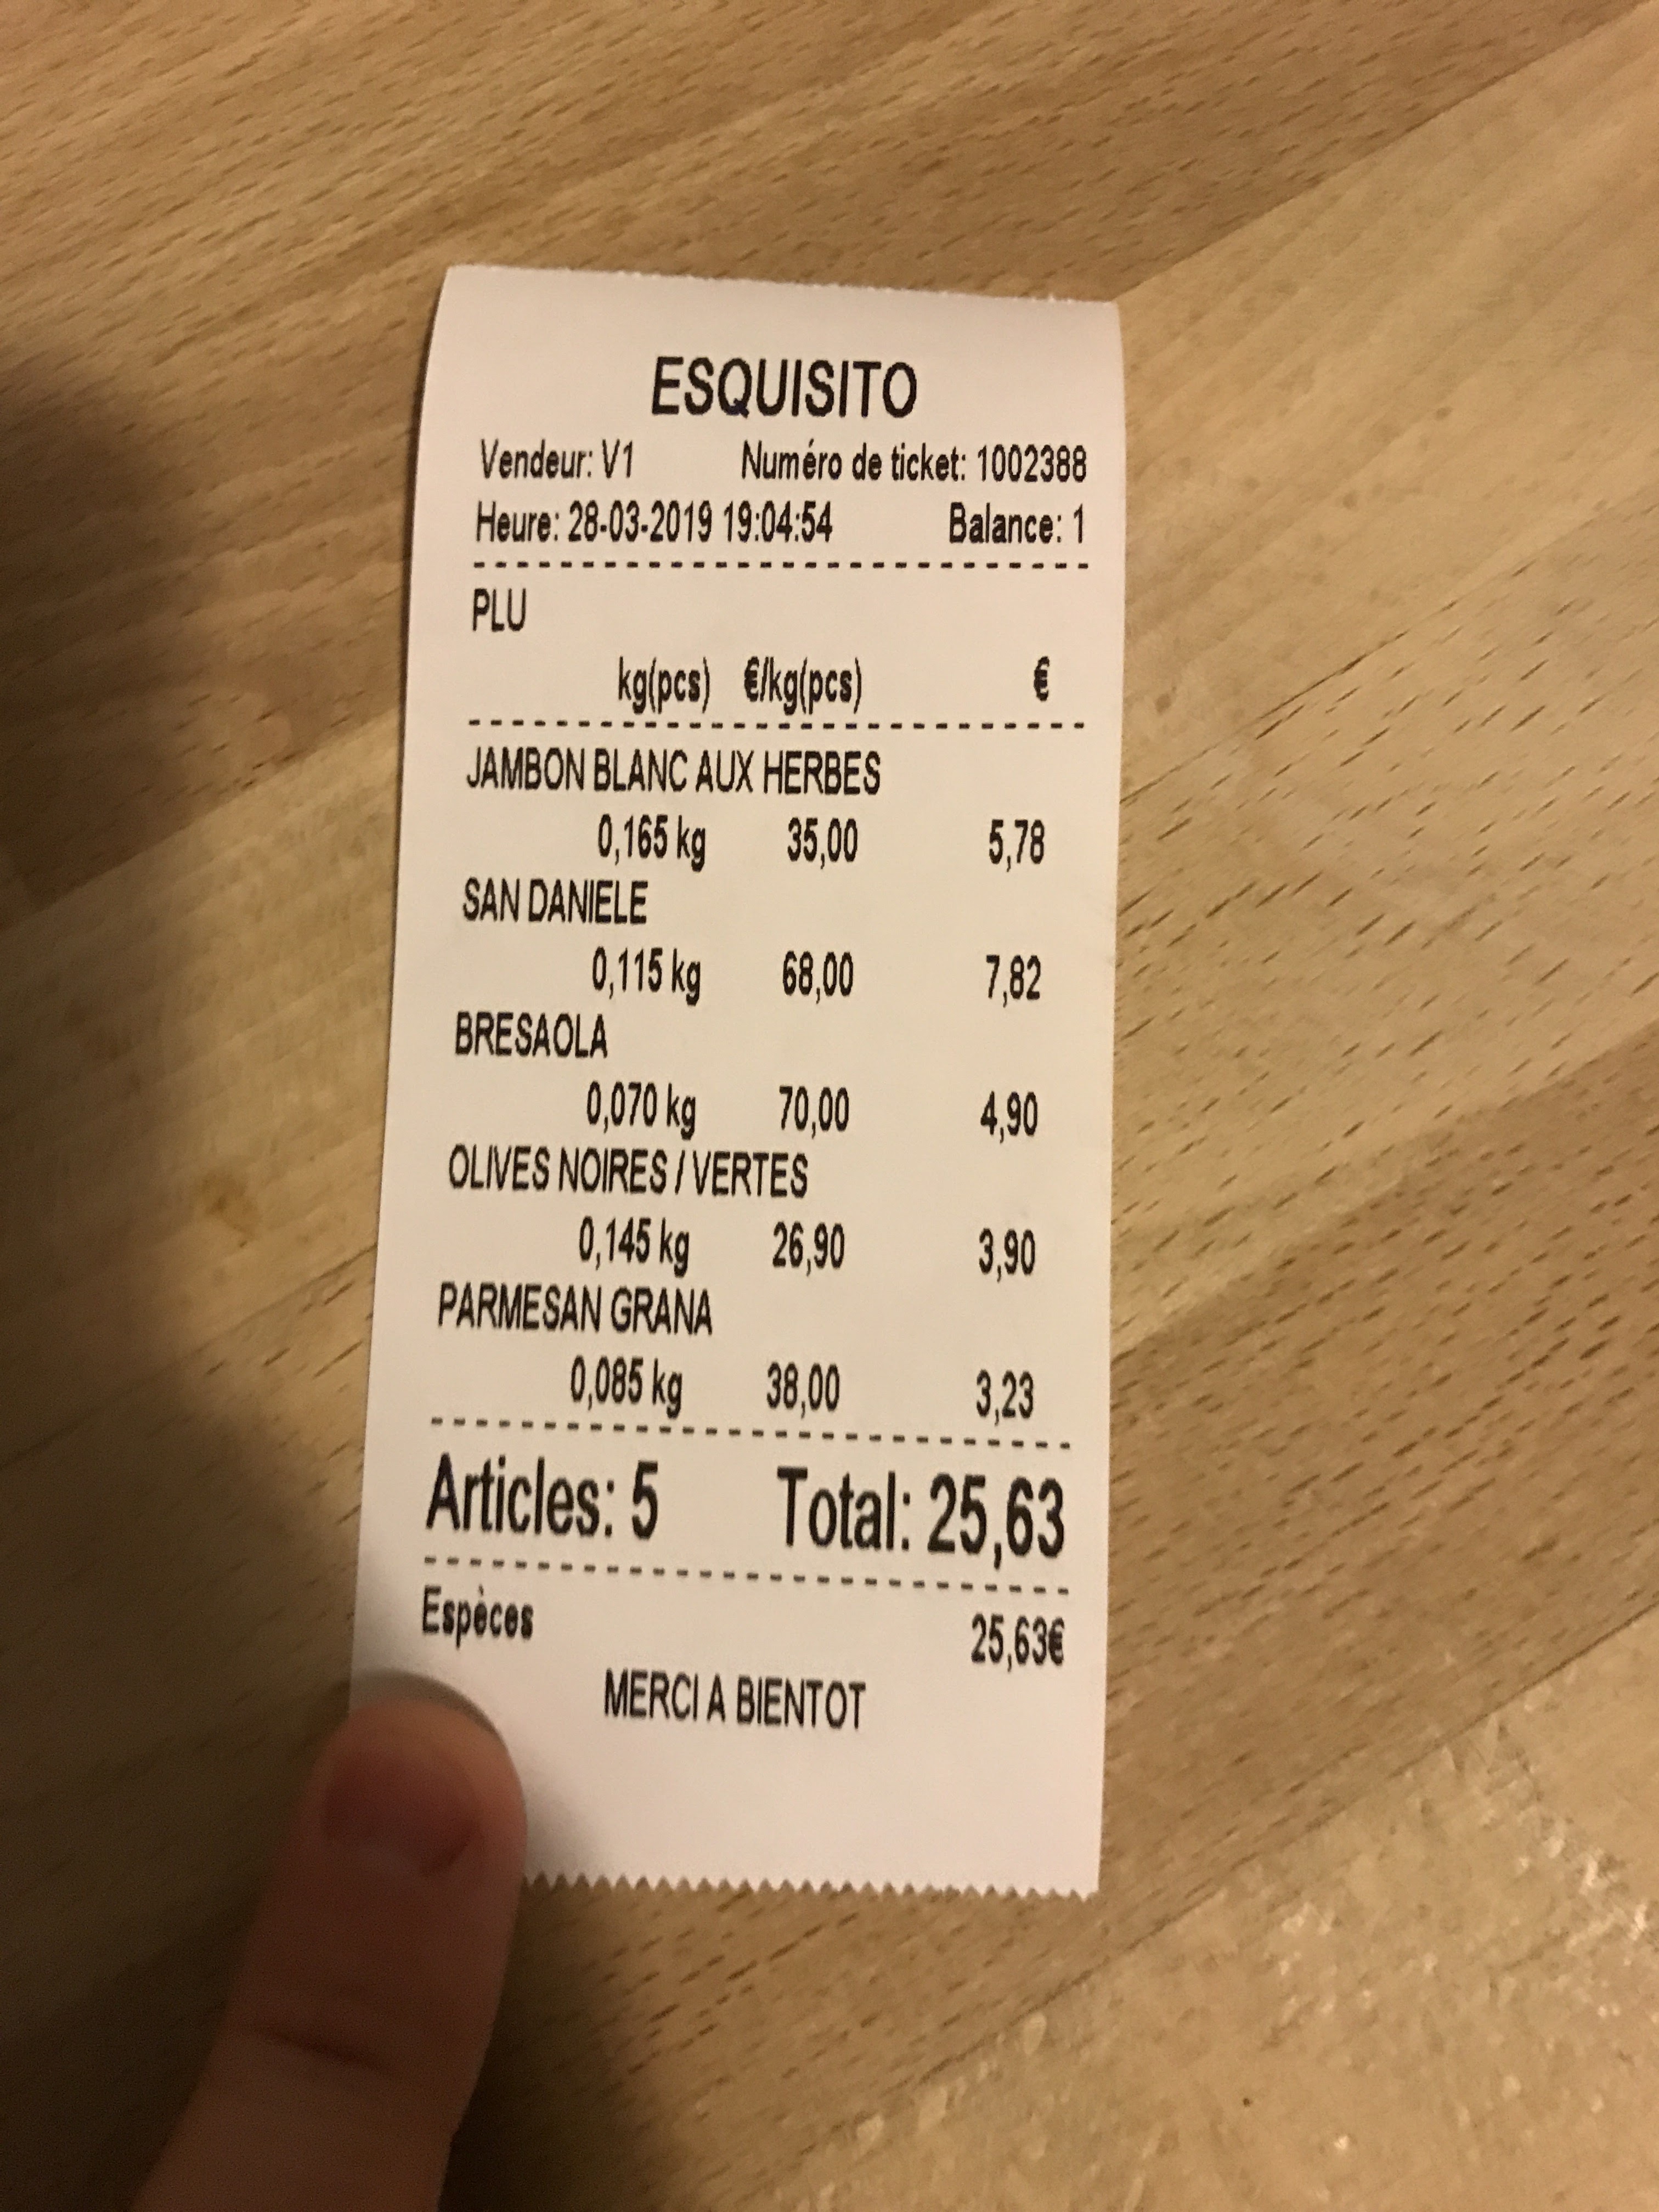 ESQUISITO
Vendeur: V1 Numéro de ticket: 1002388
Heure: 28-03-2019 19:04:54 Balance: 1
PLU
kg(pcs) €/kg(pcs) €
JAMBON BLANC AUX HERBES
0,165 kg 35,00 5,78
SAN DANIELE
0,115 kg 68,00 7,82
BRESAOLA
0,070 kg 70,00 4,90
OLIVES NOIRES / VERTES
0,145 kg 26,90 3,90
PARMESAN GRANA
0,085 kg 38,00 3,23
Articles: 5 Total: 25,63
Espèces 25,63€
MERCI A BIENTOT